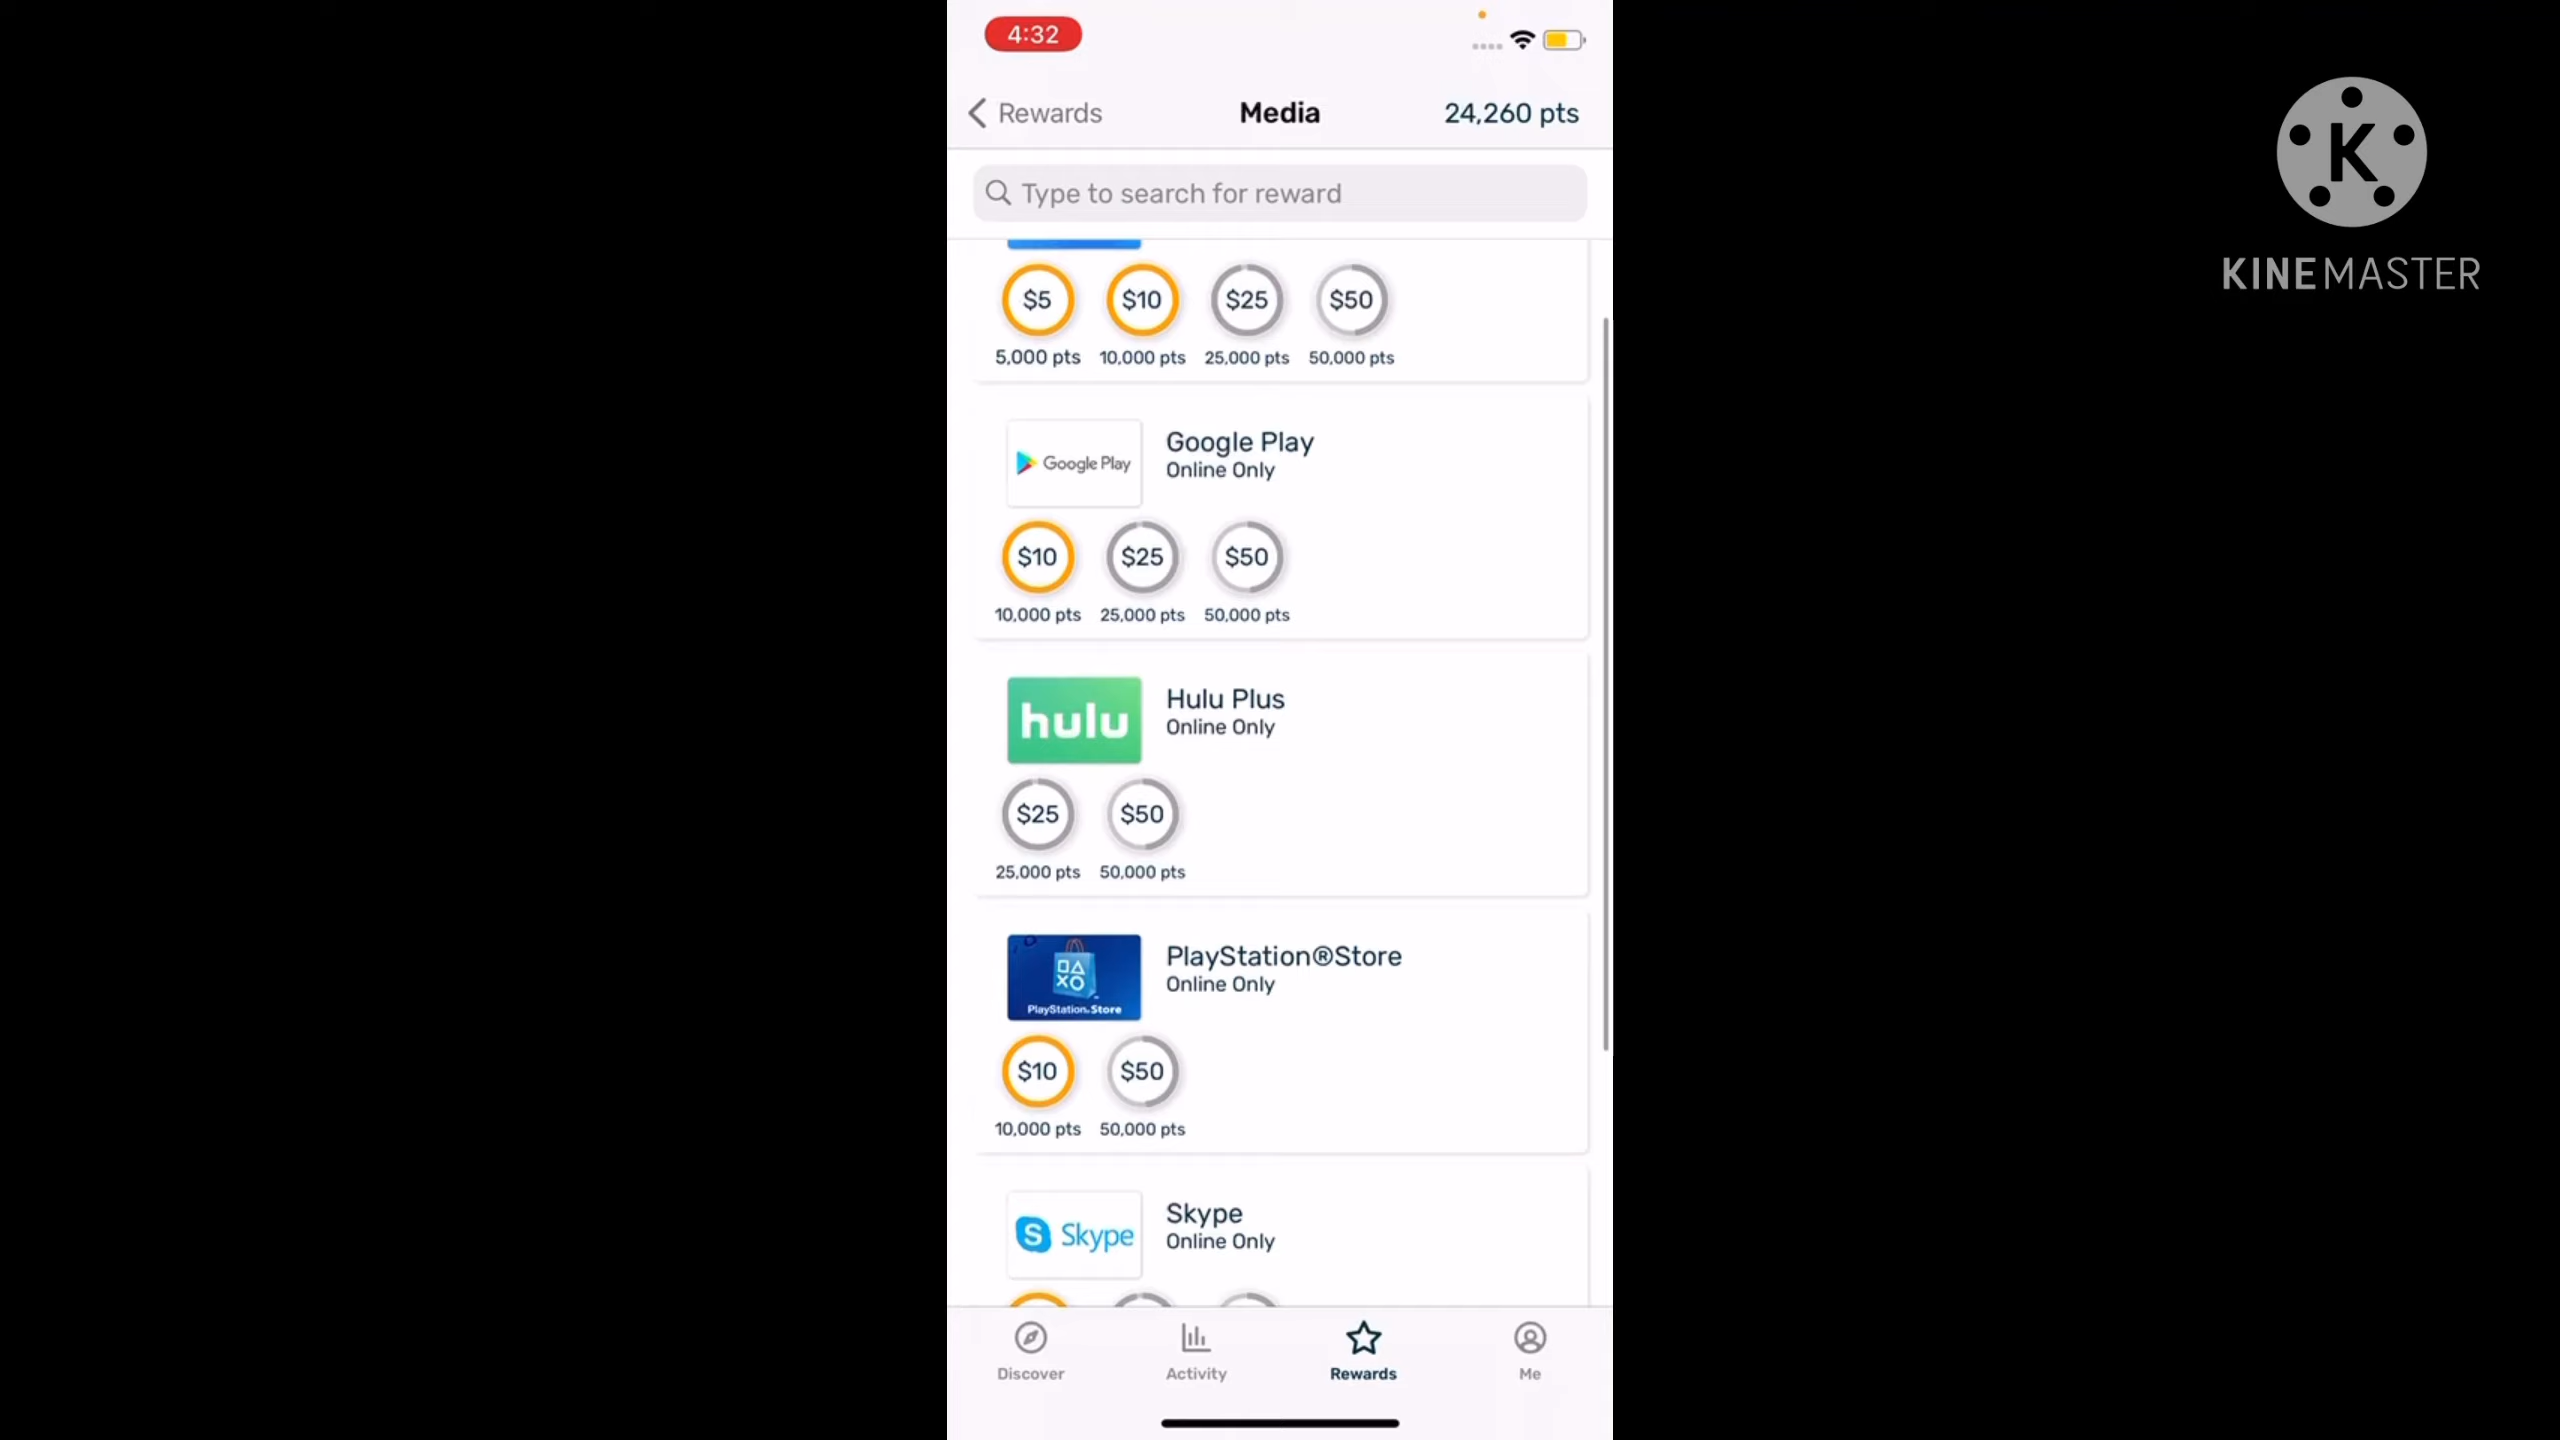 4:32
Rewards
Media
24,260 pts
Type to search for reward
$5 $10 $25 $50
5,000 pts 10,000 pts 25,000 pts 50,000 pts
Google Play
Google Play
Online Only
$10 $25 $50
10,000 pts 25,000 pts 50,000 pts
hulu
Hulu Plus
Online Only
$25 $50
25,000 pts 50,000 pts
PlayStation®Store
Online Only
PlayStation Store
$10 $50
10,000 pts 50,000 pts
S Skype
Skype
Online Only
Discover Activity Rewards Me
K
KINEMASTER